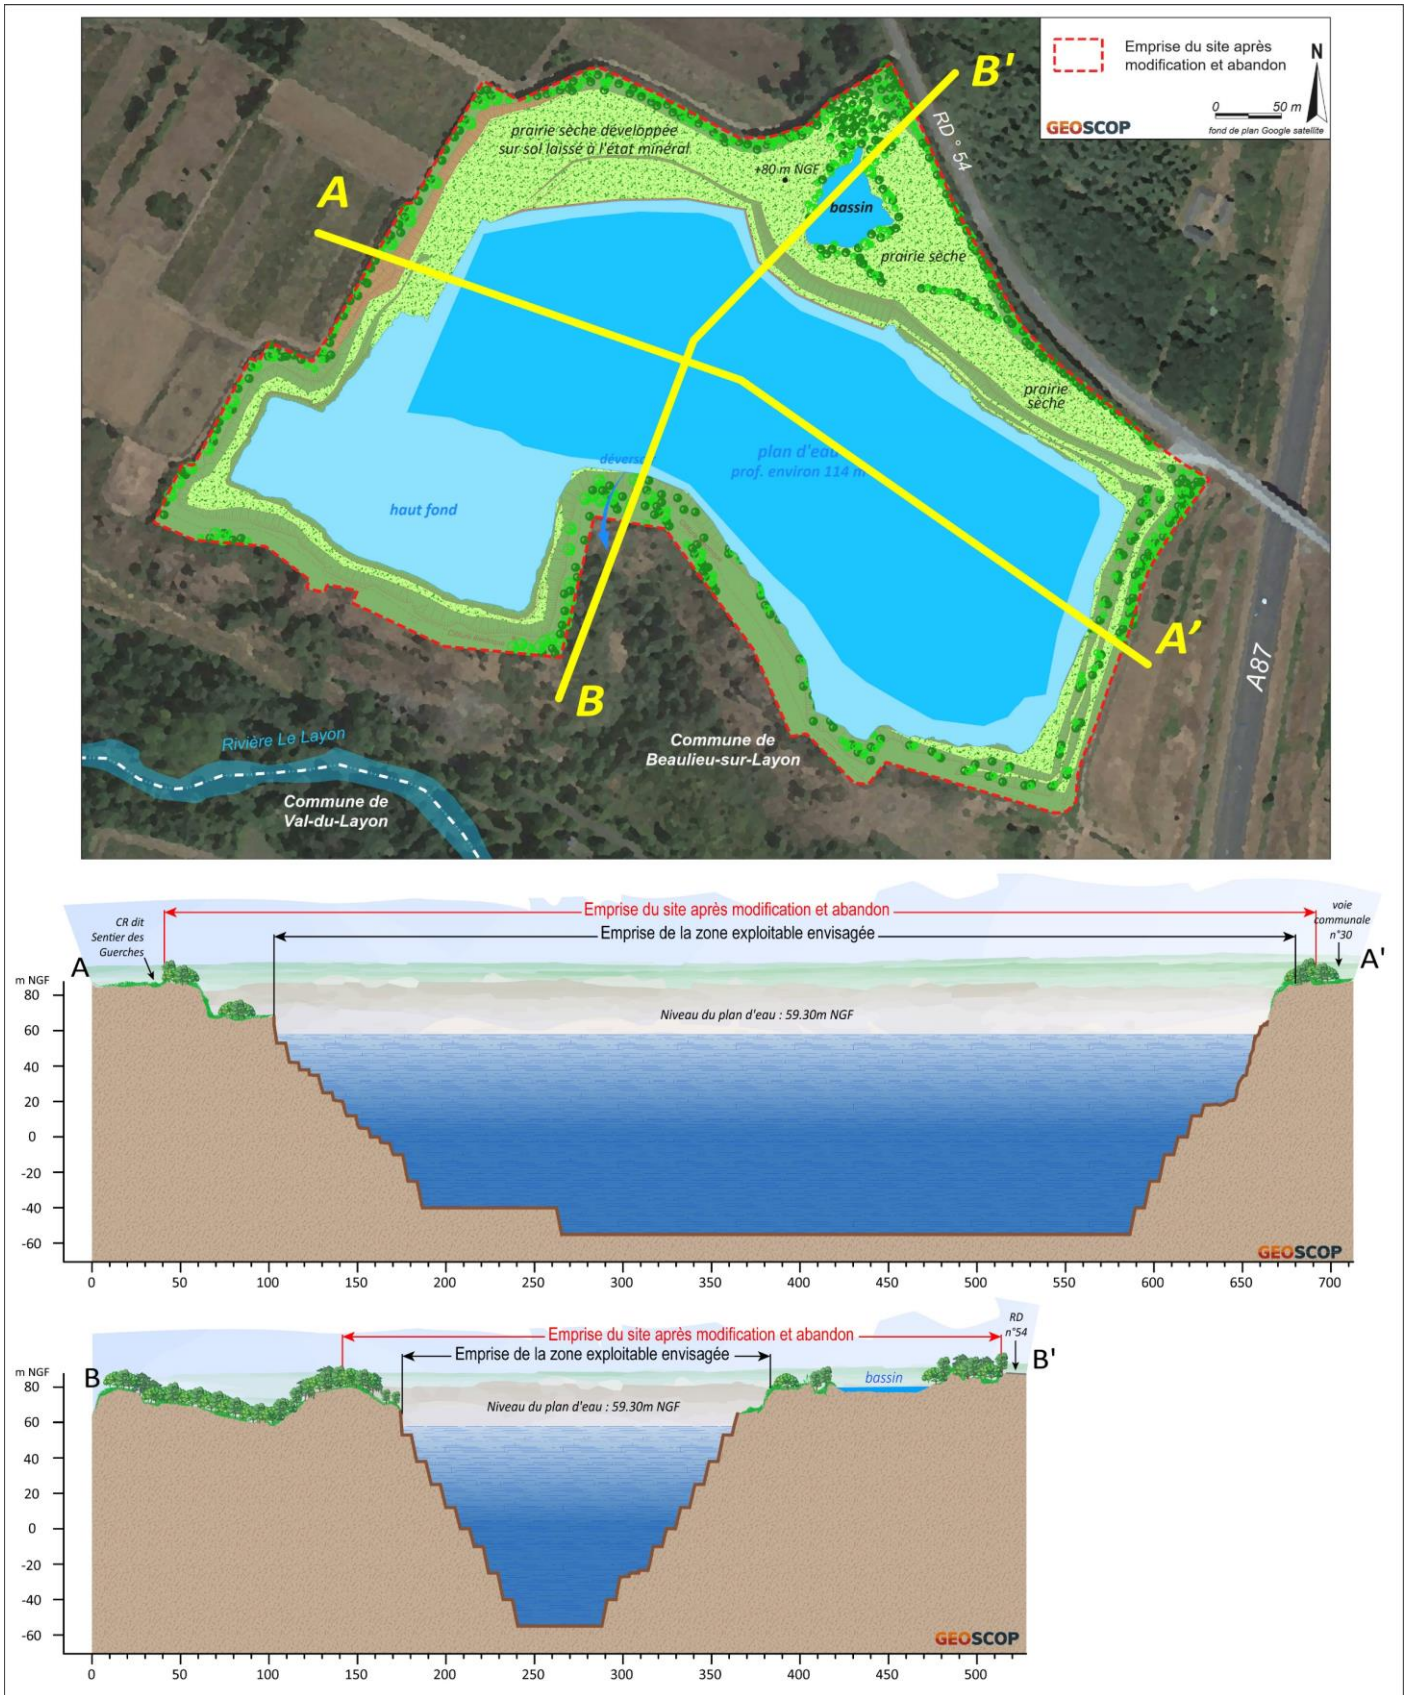 Emprise du site après
modification et abandon
N
0 50 m
GEOSCOP
fond de plan Google satellite
B'
RD ° 54
prairie sèche développée
sur sol laissé à l'état minéral
+80 m NGF
A
bassin
prairie sèche
prairie
sèche
plan d'eau
prof. environ 114 m
haut fond
A'
A87
B
Rivière Le Layon
Commune de
Beaulieu-sur-Layon
Commune de
Val-du-Layon
Emprise du site après modification et abandon
Emprise de la zone exploitable envisagée
CR dit
Sentier des
Guerches
voie
communale
n°30
A
A'
m NGF
Niveau du plan d'eau : 59.30m NGF
80
60
40
20
0
-20
-40
-60
GEOSCOP
0 50 100 150 200 250 300 350 400 450 500 550 600 650 700
Emprise du site après modification et abandon
Emprise de la zone exploitable envisagée
RD
n°54
B
B'
m NGF
bassin
Niveau du plan d'eau : 59.30m NGF
80
60
40
20
0
-20
-40
-60
GEOSCOP
0 50 100 150 200 250 300 350 400 450 500